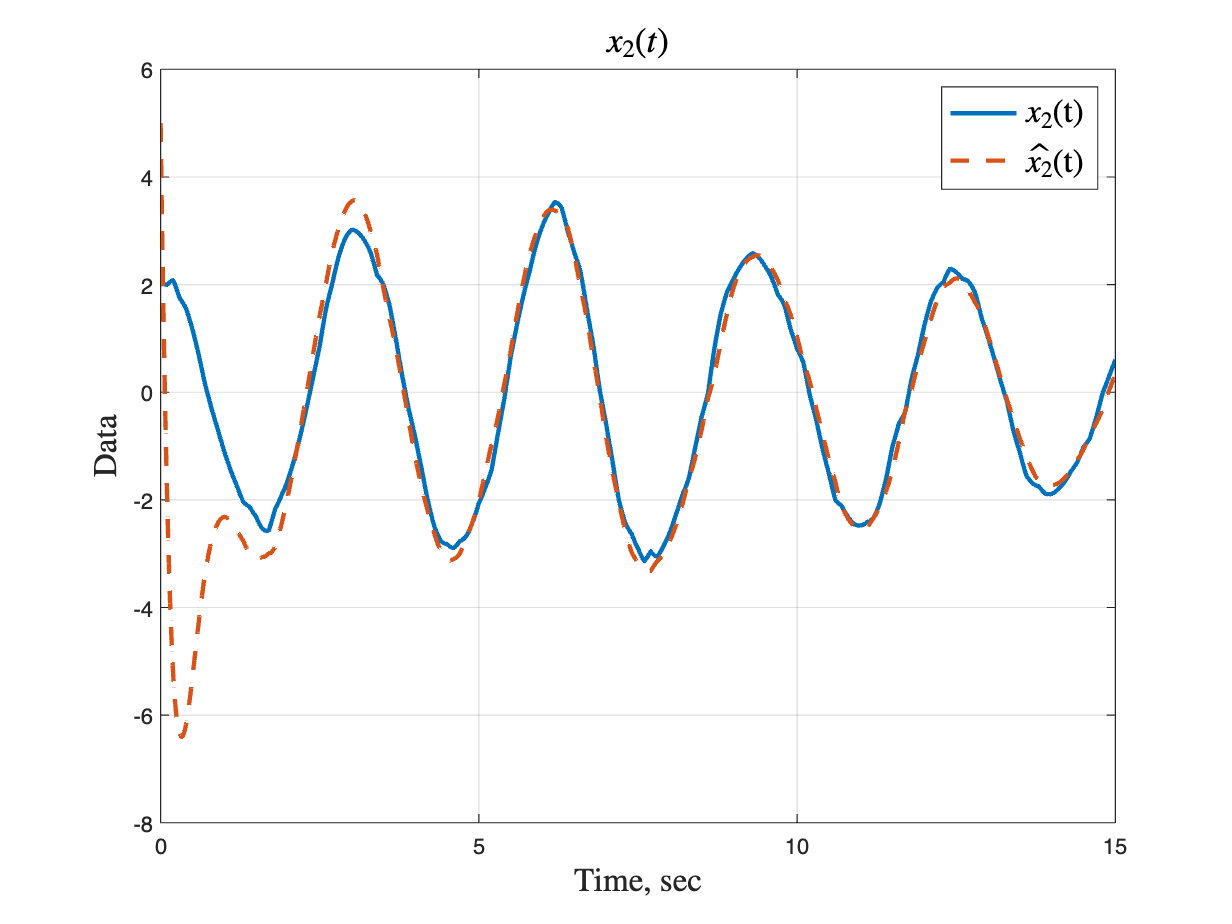 x₂(t)
6
4
2
0
-2
-4
-6
-8
Data
x₂(t)
x̂₂(t)
0 5 10 15
Time, sec